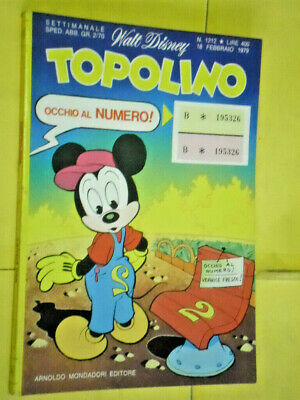 SETTIMANALE
SPED. ABB. GR. 2/70
Walt Disney
N. 1212 ★ LIRE 400
18 FEBBRAIO 1979
TOPOLINO
OCCHIO AL NUMERO!
B * 195326
B * 195326
2
OCCHIO AL
NUMERO!
VERNICE FRESCA!
2
ARNOLDO MONDADORI EDITORE